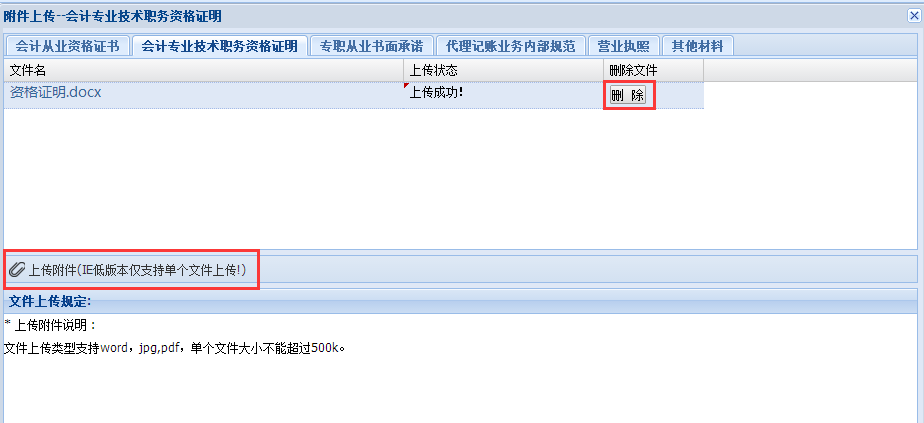 附件上传--会计专业技术职务资格证明
会计从业资格证书 会计专业技术职务资格证明 专职从业书面承诺 代理记账业务内部规范 营业执照 其他材料
文件名 上传状态 删除文件
资格证明.docx 上传成功! 删 除
上传附件(IE低版本仅支持单个文件上传!)
文件上传规定:
* 上传附件说明：
文件上传类型支持word，jpg,pdf，单个文件大小不能超过500k。